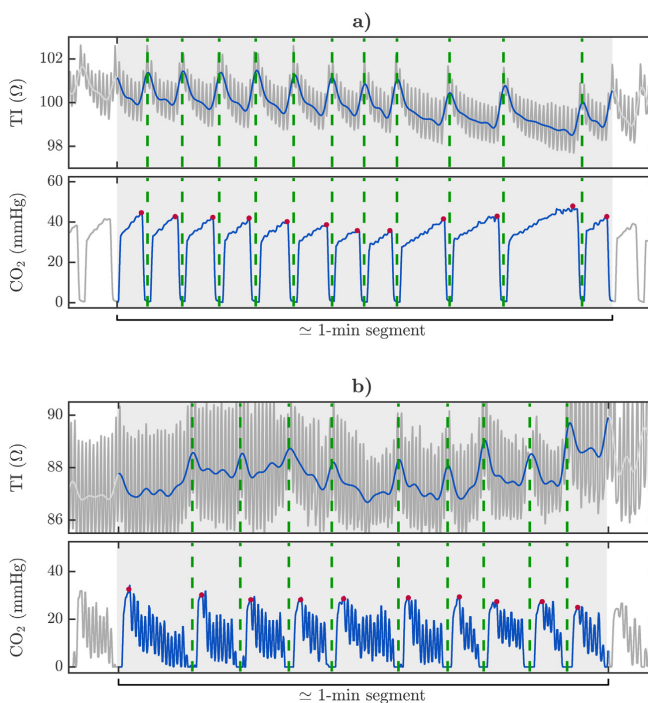 a)
TI (Ω)
102
100
98
CO₂ (mmHg)
60
40
20
0
≃ 1-min segment
b)
TI (Ω)
90
88
86
CO₂ (mmHg)
60
40
20
0
≃ 1-min segment